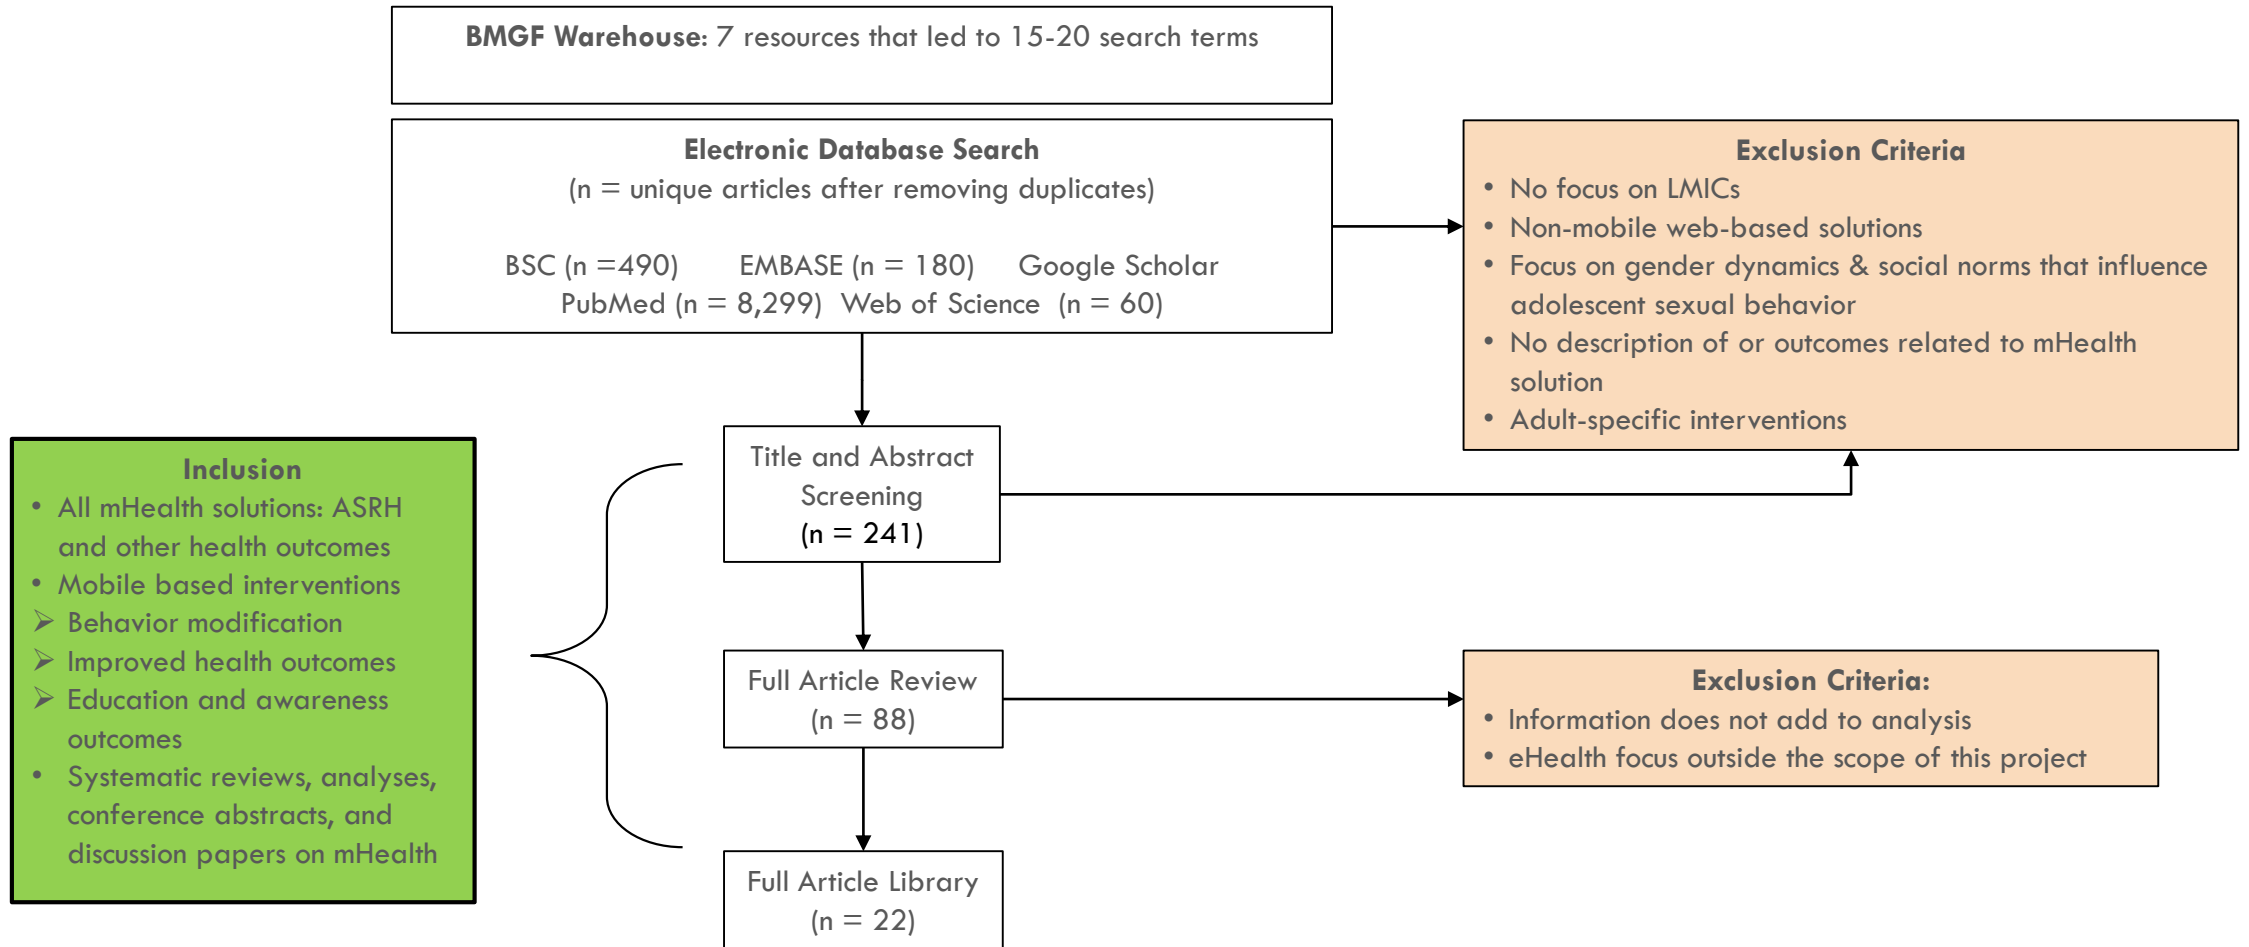 BMGF Warehouse: 7 resources that led to 15-20 search terms
Electronic Database Search
(n = unique articles after removing duplicates)
BSC (n =490) EMBASE (n = 180) Google Scholar
PubMed (n = 8,299) Web of Science (n = 60)
Exclusion Criteria
• No focus on LMICs
• Non-mobile web-based solutions
• Focus on gender dynamics & social norms that influence
adolescent sexual behavior
• No description of or outcomes related to mHealth
solution
• Adult-specific interventions
Title and Abstract
Screening
(n = 241)
Inclusion
• All mHealth solutions: ASRH
and other health outcomes
• Mobile based interventions
➢ Behavior modification
➢ Improved health outcomes
➢ Education and awareness
outcomes
• Systematic reviews, analyses,
conference abstracts, and
discussion papers on mHealth
Full Article Review
(n = 88)
Exclusion Criteria:
• Information does not add to analysis
• eHealth focus outside the scope of this project
Full Article Library
(n = 22)